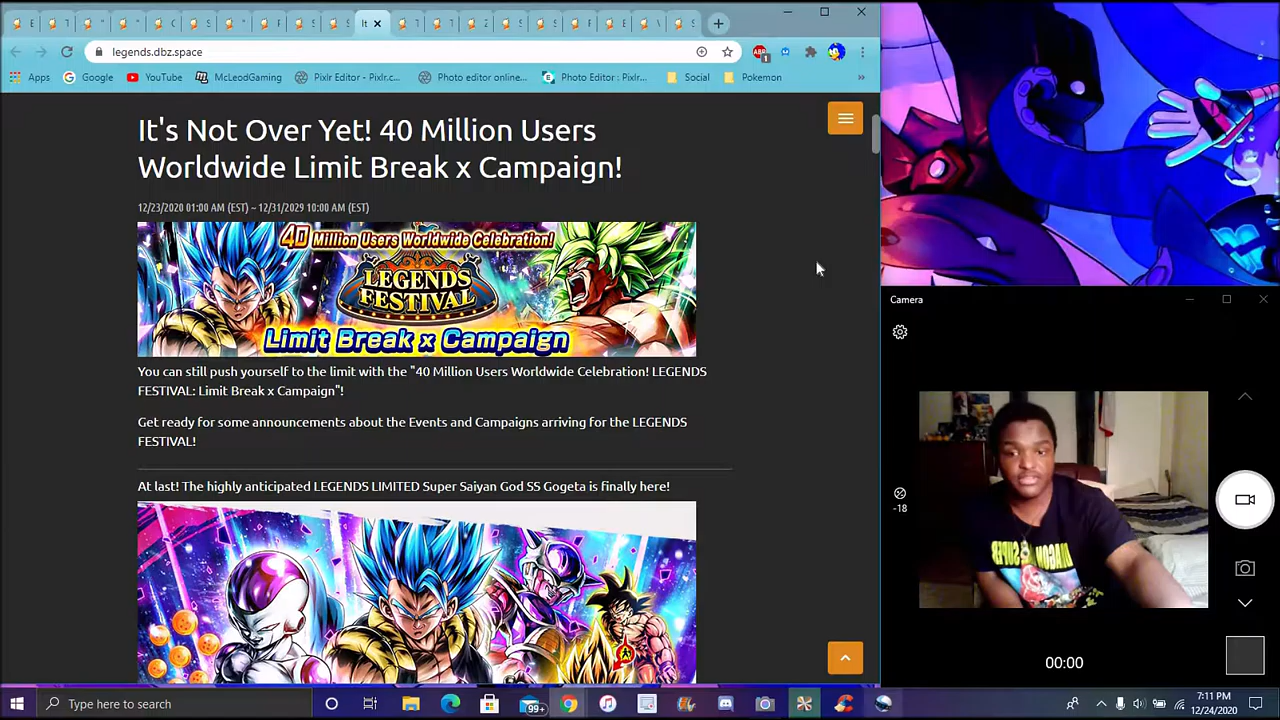 It
legends.dbz.space
Apps
Google
YouTube
McLeodGaming
Pixlr Editor - Pixlr.c...
Photo editor online...
Photo Editor : Pixlr...
Social
Pokemon
»
It's Not Over Yet! 40 Million Users
Worldwide Limit Break x Campaign!
12/23/2020 01:00 AM (EST) ~ 12/31/2029 10:00 AM (EST)
40 Million Users Worldwide Celebration!
LEGENDS
FESTIVAL
Limit Break x Campaign
You can still push yourself to the limit with the "40 Million Users Worldwide Celebration! LEGENDS
FESTIVAL: Limit Break x Campaign"!
Get ready for some announcements about the Events and Campaigns arriving for the LEGENDS
FESTIVAL!
At last! The highly anticipated LEGENDS LIMITED Super Saiyan God SS Gogeta is finally here!
Camera
-18
00:00
Type here to search
99+
7:11 PM
12/24/2020